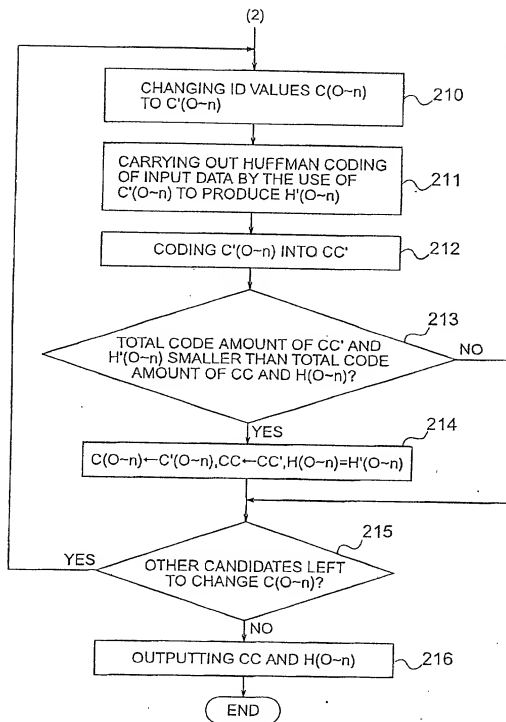 (2)
CHANGING ID VALUES C(O~n)
TO C'(O~n)
210
CARRYING OUT HUFFMAN CODING
OF INPUT DATA BY THE USE OF
C'(O~n) TO PRODUCE H'(O~n)
211
CODING C'(O~n) INTO CC'
212
213
TOTAL CODE AMOUNT OF CC' AND
H'(O~n) SMALLER THAN TOTAL CODE
AMOUNT OF CC AND H(O~n)?
NO
YES
214
C(O~n)←C'(O~n),CC←CC',H(O~n)=H'(O~n)
215
YES
OTHER CANDIDATES LEFT
TO CHANGE C(O~n)?
NO
OUTPUTTING CC AND H(O~n)
216
END